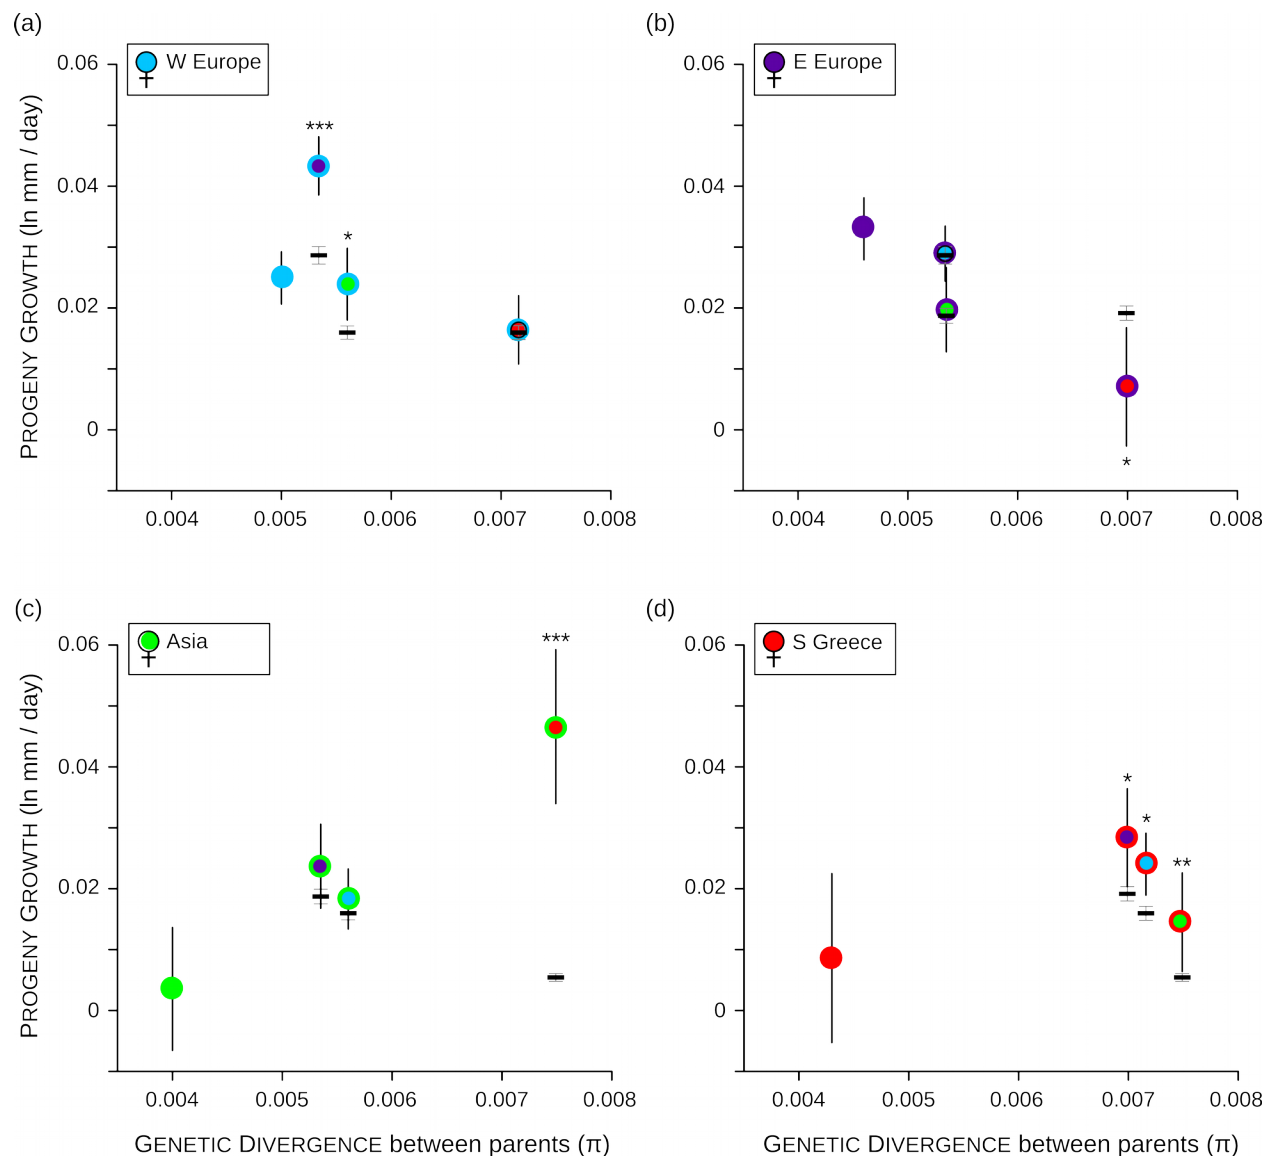 (a)
W Europe
***
*
0.06
0.04
0.02
0
PROGENY GROWTH (ln mm / day)
0.004 0.005 0.006 0.007 0.008
(b)
E Europe
0.06
0.04
0.02
0
*
0.004 0.005 0.006 0.007 0.008
(c)
Asia
***
0.06
0.04
0.02
0
PROGENY GROWTH (ln mm / day)
0.004 0.005 0.006 0.007 0.008
GENETIC DIVERGENCE between parents (π)
(d)
S Greece
0.06
0.04
0.02
0
*
*
**
0.004 0.005 0.006 0.007 0.008
GENETIC DIVERGENCE between parents (π)